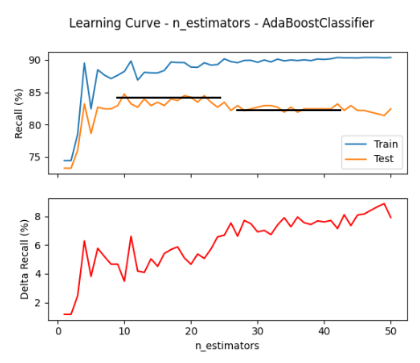 Learning Curve - n_estimators - AdaBoostClassifier
90
85
80
75
Recall (%)
Train
Test
8
6
4
2
Delta Recall (%)
0 10 20 30 40 50
n_estimators